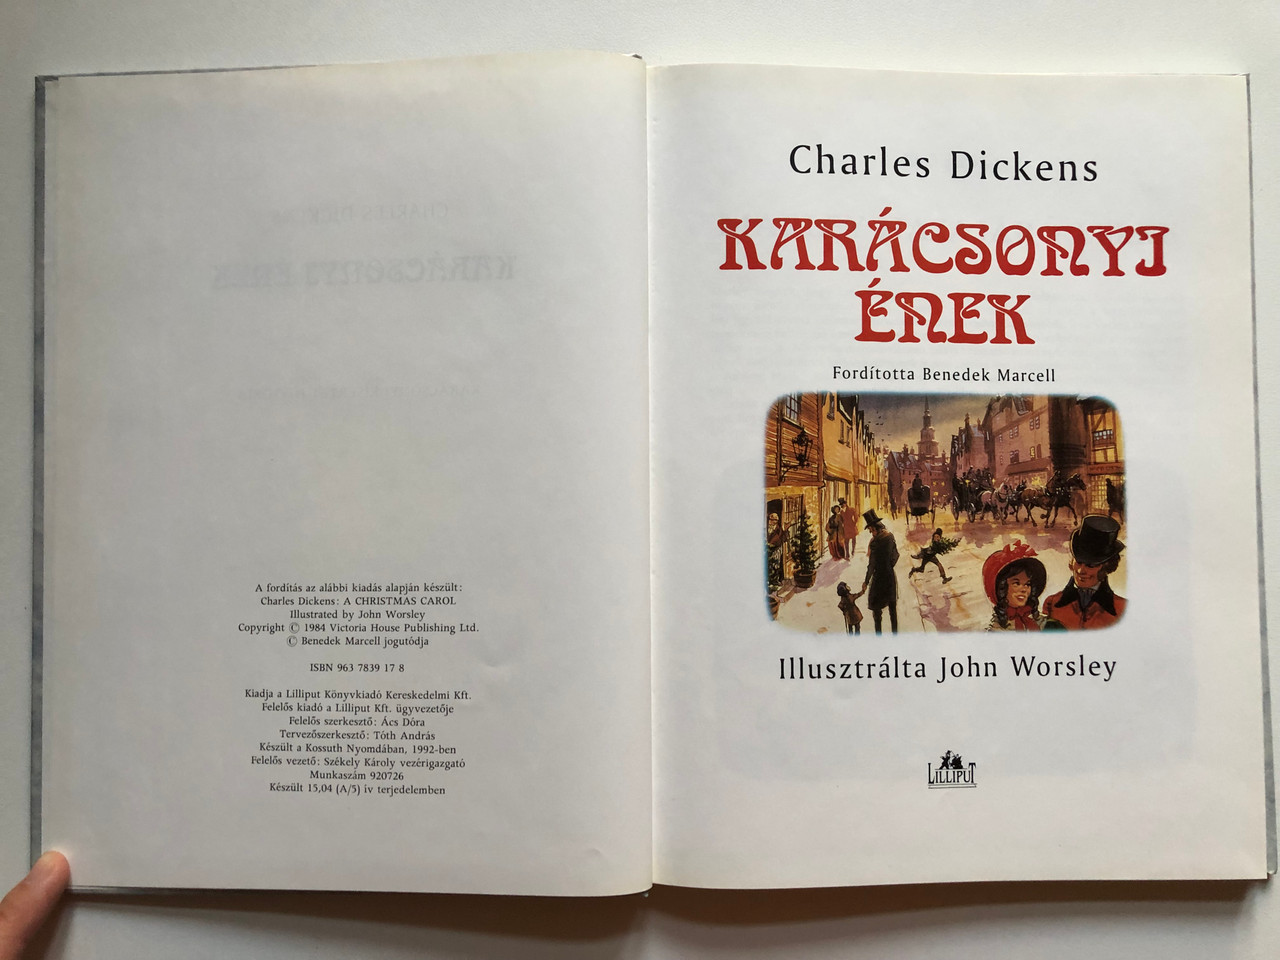 A fordítás az alábbi kiadás alapján készült:
Charles Dickens: A CHRISTMAS CAROL
Illustrated by John Worsley
Copyright © 1984 Victoria House Publishing Ltd.
© Benedek Marcell jogutódja
ISBN 963 7839 17 8
Kiadja a Lilliput Könyvkiadó Kereskedelmi Kft.
Felelős kiadó a Lilliput Kft. ügyvezetője
Felelős szerkesztő: Ács Dóra
Tervezőszerkesztő: Tóth András
Készült a Kossuth Nyomdában, 1992-ben
Felelős vezető: Székely Károly vezérigazgató
Munkaszám 920726
Készült 15,04 (A/5) ív terjedelemben
Charles Dickens
KARÁCSONYI
ÉNEK
Fordította Benedek Marcell
Illusztrálta John Worsley
LILLIPUT